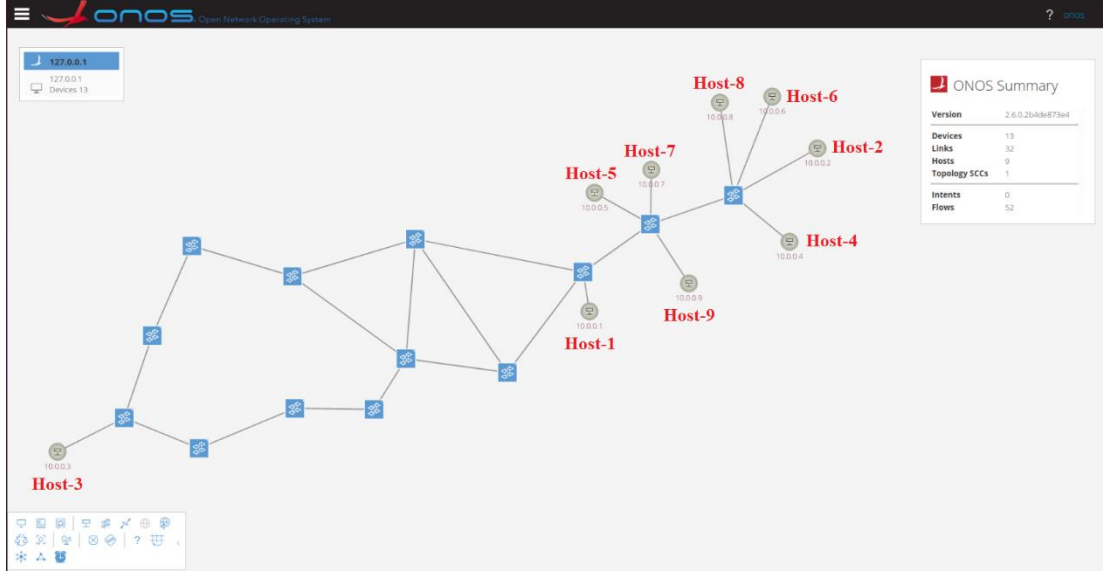 onos Open Network Operating System
? onos
127.0.0.1
127.0.0.1
Devices 13
ONOS Summary
Version 2.6.0.2b4de873e4
Devices 13
Links 32
Hosts 9
Topology SCCs 1
Intents 0
Flows 52
Host-8
10.0.0.8
Host-6
10.0.0.6
Host-2
10.0.0.2
Host-7
10.0.0.7
Host-5
10.0.0.5
Host-4
10.0.0.4
10.0.0.9
Host-9
10.0.0.1
Host-1
10.0.0.3
Host-3
?